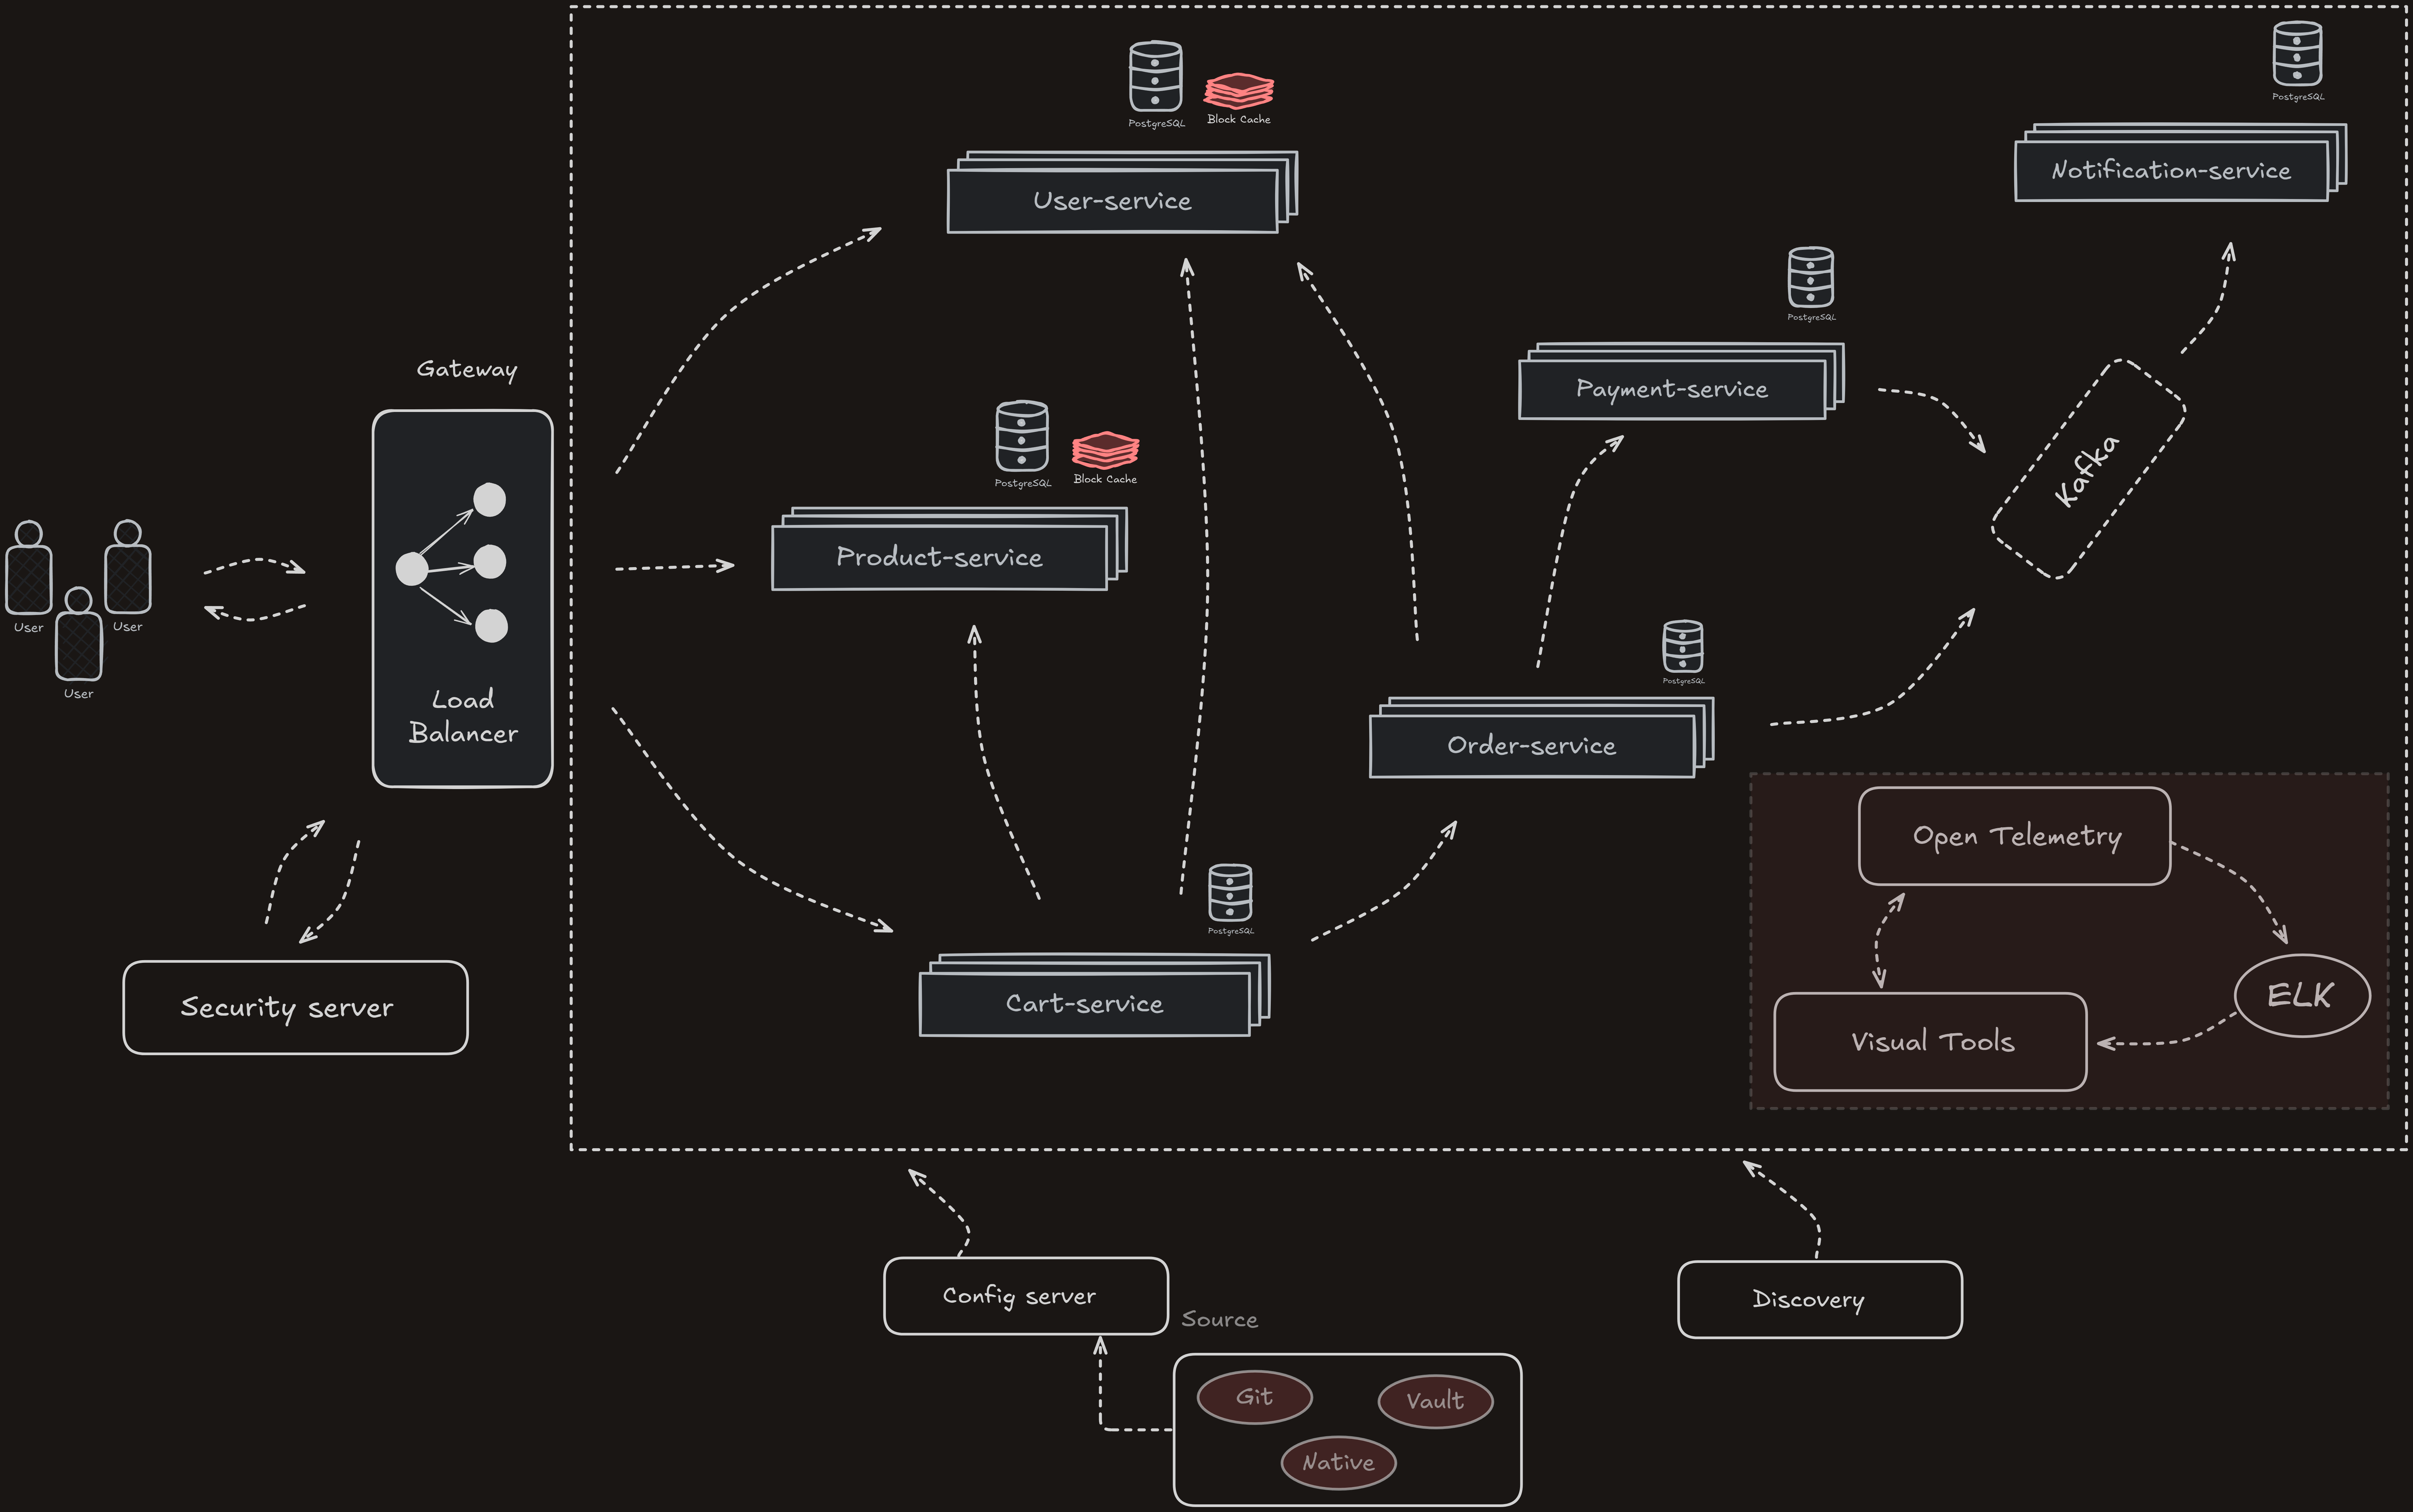 PostgreSQL
PostgreSQL
Block Cache
Notification-service
User-service
PostgreSQL
Gateway
Payment-service
PostgreSQL
Block Cache
Kafka
Product-service
User
User
User
PostgreSQL
Load
Balancer
Order-service
Open Telemetry
PostgreSQL
ELK
Security server
Cart-service
Visual Tools
Config server
Discovery
Source
Git
Vault
Native